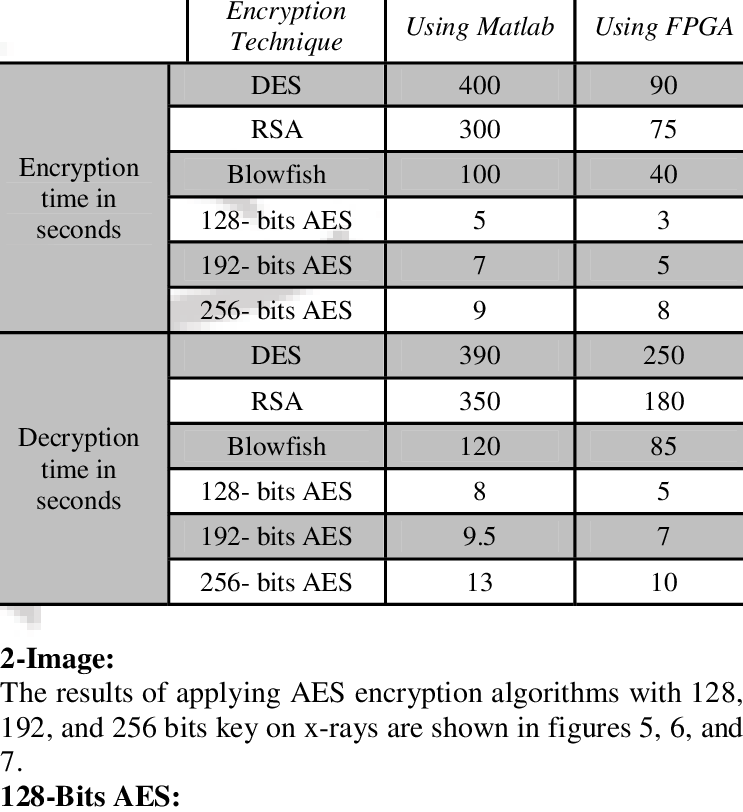 Encryption Technique Using Matlab Using FPGA
Encryption time in seconds
DES 400 90
RSA 300 75
Blowfish 100 40
128- bits AES 5 3
192- bits AES 7 5
256- bits AES 9 8
Decryption time in seconds
DES 390 250
RSA 350 180
Blowfish 120 85
128- bits AES 8 5
192- bits AES 9.5 7
256- bits AES 13 10
2-Image:
The results of applying AES encryption algorithms with 128,
192, and 256 bits key on x-rays are shown in figures 5, 6, and
7.
128-Bits AES: